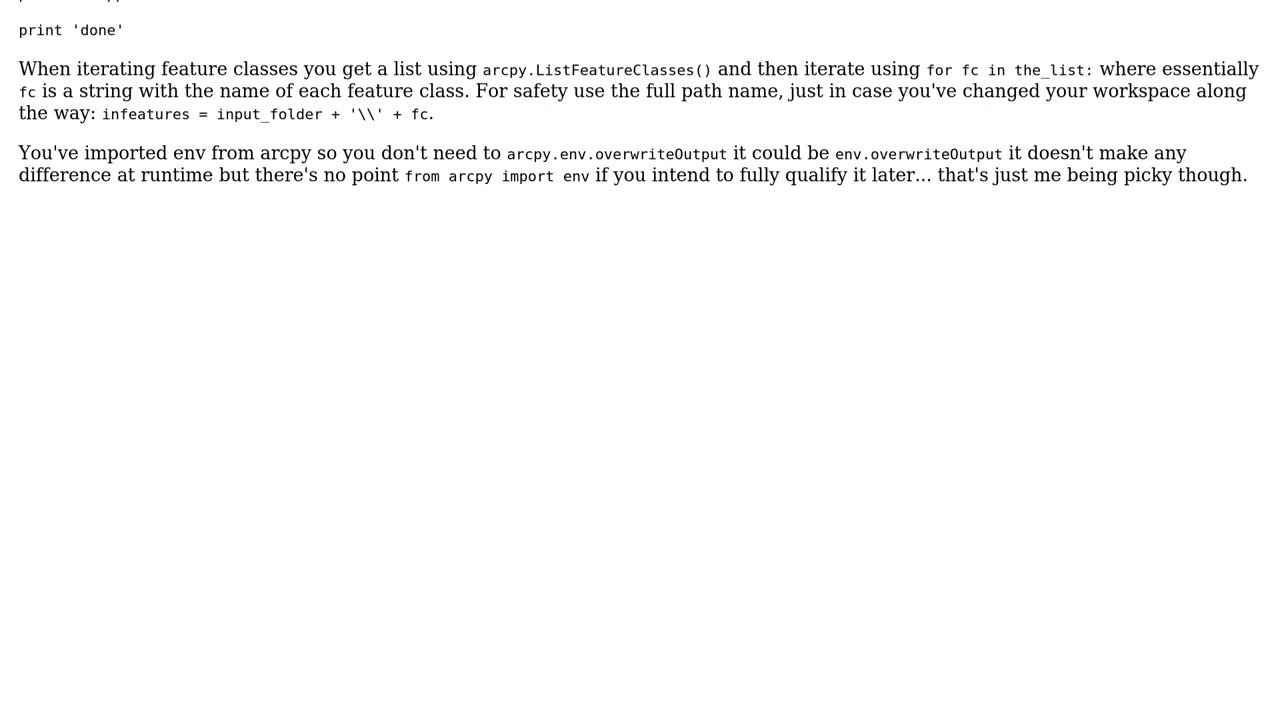 print 'done'
When iterating feature classes you get a list using arcpy.ListFeatureClasses() and then iterate using for fc in the_list: where essentially
fc is a string with the name of each feature class. For safety use the full path name, just in case you've changed your workspace along
the way: infeatures = input_folder + '\\' + fc.
You've imported env from arcpy so you don't need to arcpy.env.overwriteOutput it could be env.overwriteOutput it doesn't make any
difference at runtime but there's no point from arcpy import env if you intend to fully qualify it later... that's just me being picky though.